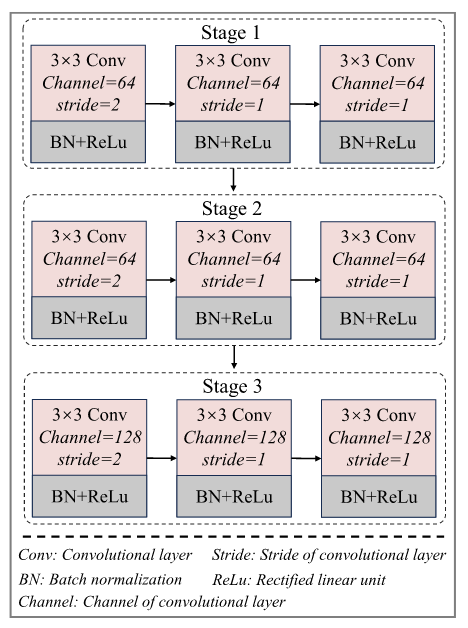 Stage 1
3×3 Conv 3×3 Conv 3×3 Conv
Channel=64 Channel=64 Channel=64
stride=2 stride=1 stride=1
BN+ReLu BN+ReLu BN+ReLu
Stage 2
3×3 Conv 3×3 Conv 3×3 Conv
Channel=64 Channel=64 Channel=64
stride=2 stride=1 stride=1
BN+ReLu BN+ReLu BN+ReLu
Stage 3
3×3 Conv 3×3 Conv 3×3 Conv
Channel=128 Channel=128 Channel=128
stride=2 stride=1 stride=1
BN+ReLu BN+ReLu BN+ReLu
Conv: Convolutional layer Stride: Stride of convolutional layer
BN: Batch normalization ReLu: Rectified linear unit
Channel: Channel of convolutional layer